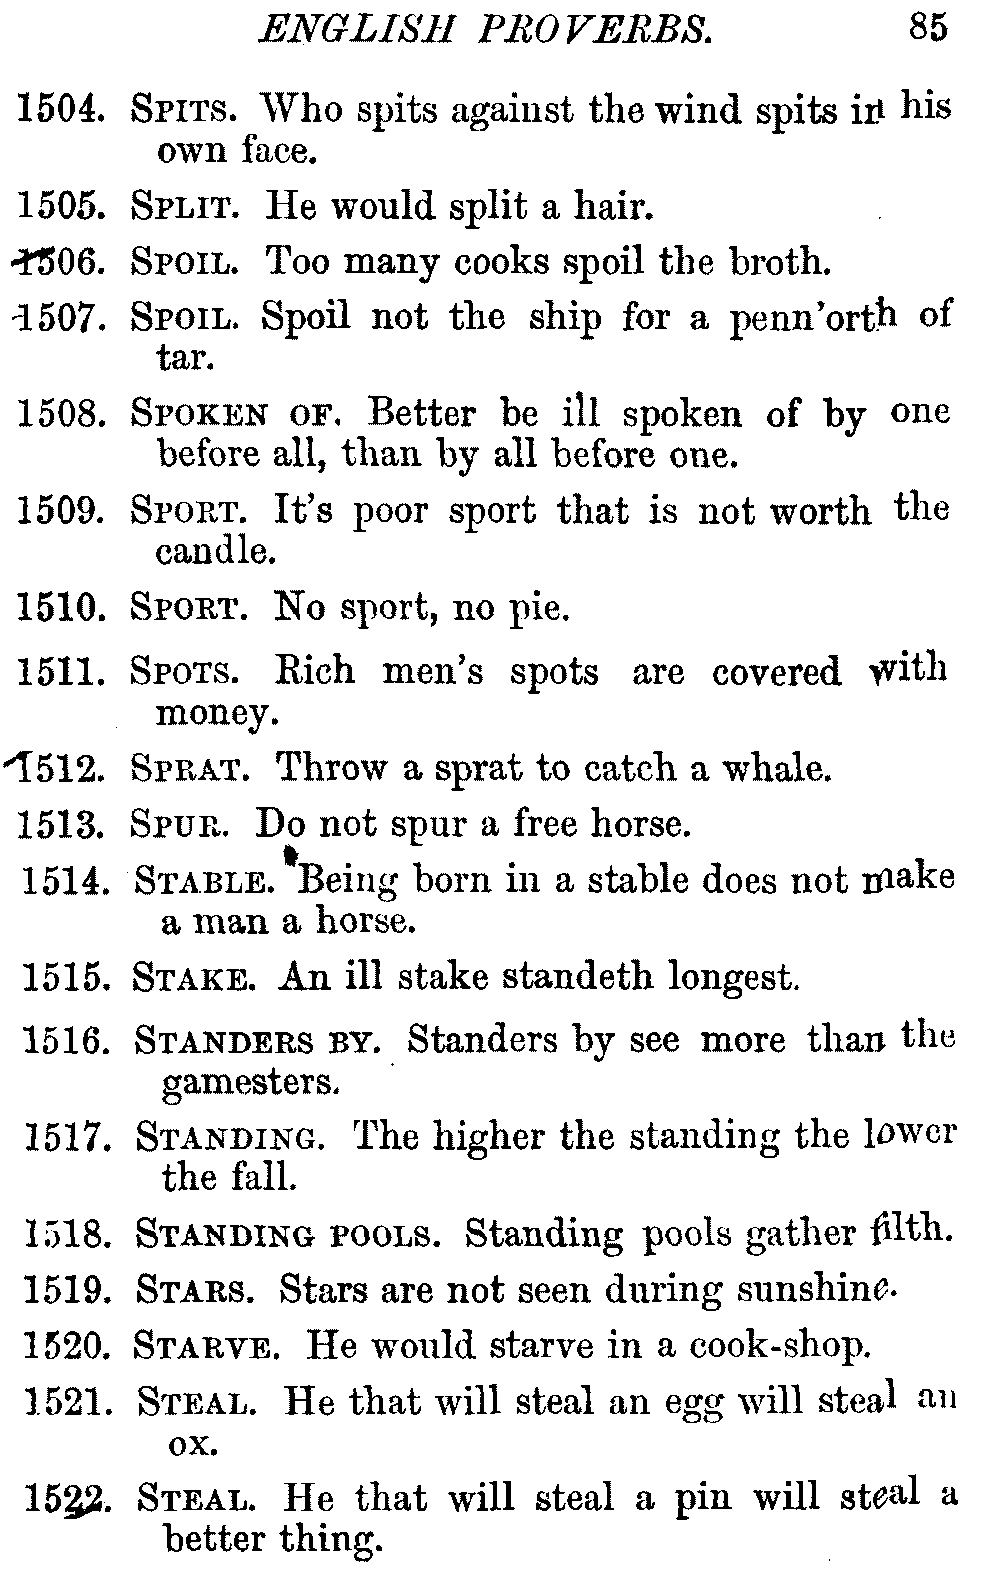 ENGLISH PROVERBS. 85
1504. SPITS. Who spits against the wind spits in his
own face.
1505. SPLIT. He would split a hair.
1506. SPOIL. Too many cooks spoil the broth.
1507. SPOIL. Spoil not the ship for a penn'orth of
tar.
1508. SPOKEN OF. Better be ill spoken of by one
before all, than by all before one.
1509. SPORT. It's poor sport that is not worth the
candle.
1510. SPORT. No sport, no pie.
1511. SPOTS. Rich men's spots are covered with
money.
1512. SPRAT. Throw a sprat to catch a whale.
1513. SPUR. Do not spur a free horse.
1514. STABLE. Being born in a stable does not make
a man a horse.
1515. STAKE. An ill stake standeth longest.
1516. STANDERS BY. Standers by see more than the
gamesters.
1517. STANDING. The higher the standing the lower
the fall.
1518. STANDING POOLS. Standing pools gather filth.
1519. STARS. Stars are not seen during sunshine.
1520. STARVE. He would starve in a cook-shop.
1521. STEAL. He that will steal an egg will steal an
ox.
1522. STEAL. He that will steal a pin will steal a
better thing.